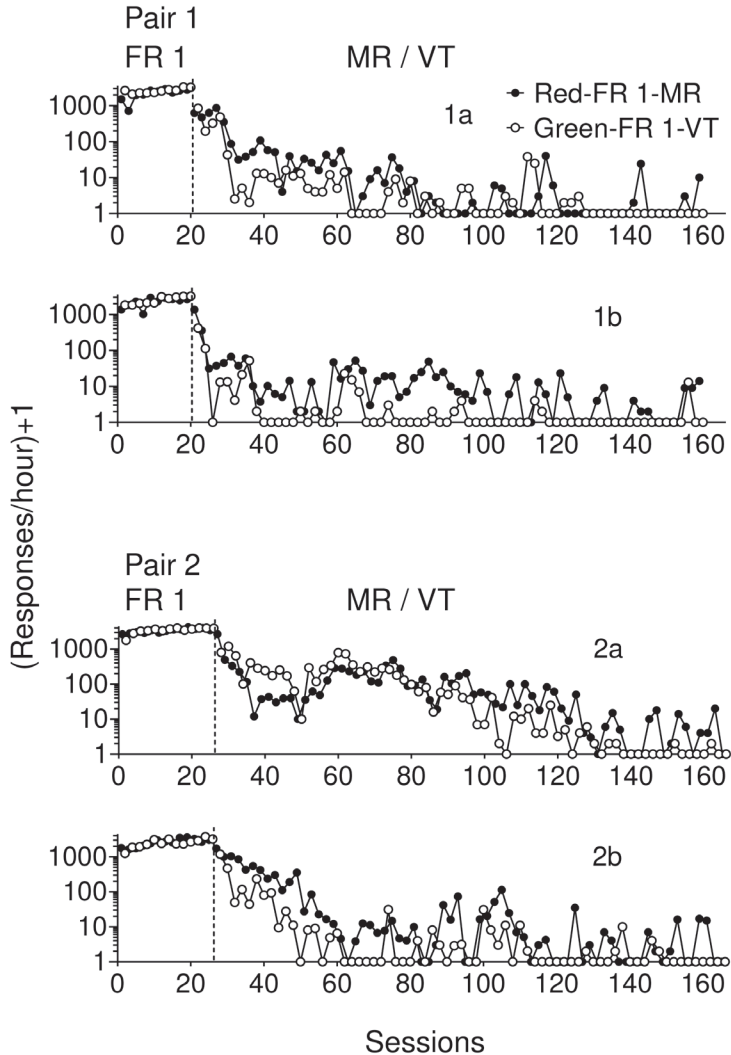 Pair 1
FR 1 MR / VT
1a
Red-FR 1-MR
Green-FR 1-VT
1000
100
10
1
0 20 40 60 80 100 120 140 160
1b
1000
100
10
1
0 20 40 60 80 100 120 140 160
(Responses/hour)+1
Pair 2
FR 1 MR / VT
2a
1000
100
10
1
0 20 40 60 80 100 120 140 160
2b
1000
100
10
1
0 20 40 60 80 100 120 140 160
Sessions